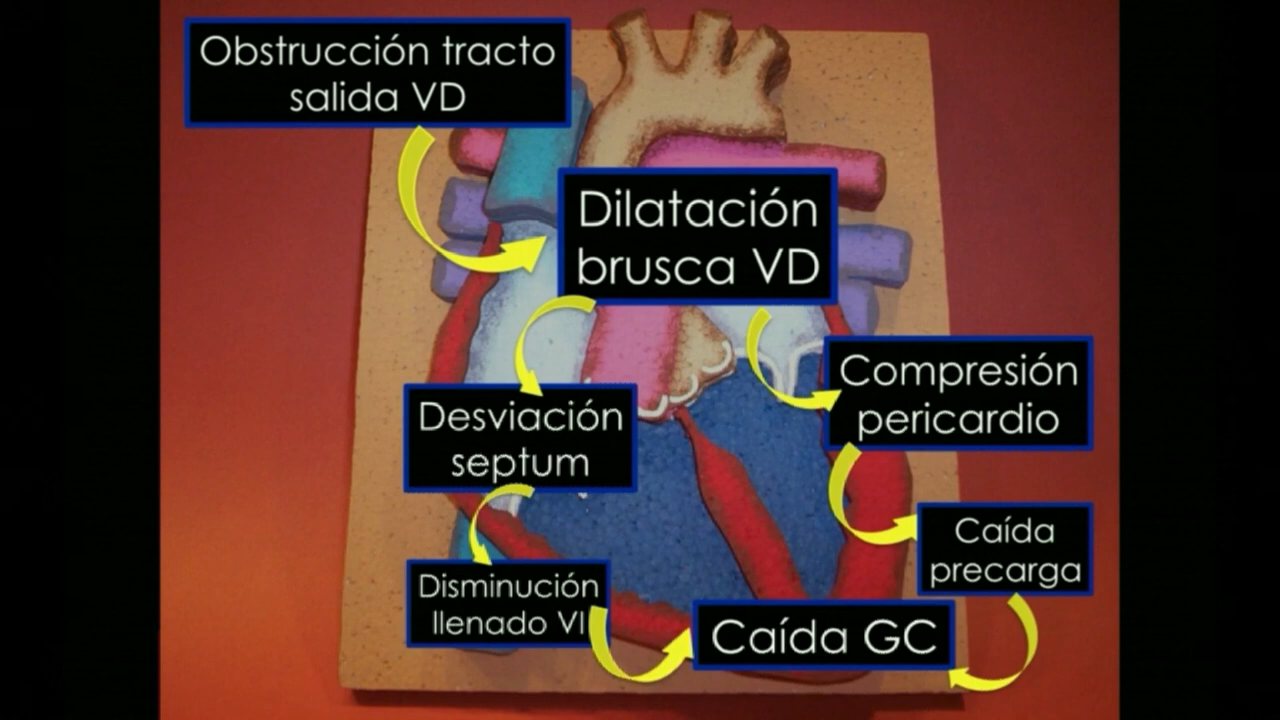 Obstrucción tracto
salida VD
Dilatación
brusca VD
Desviación
septum
Compresión
pericardio
Disminución
llenado VI
Caída
precarga
Caída GC